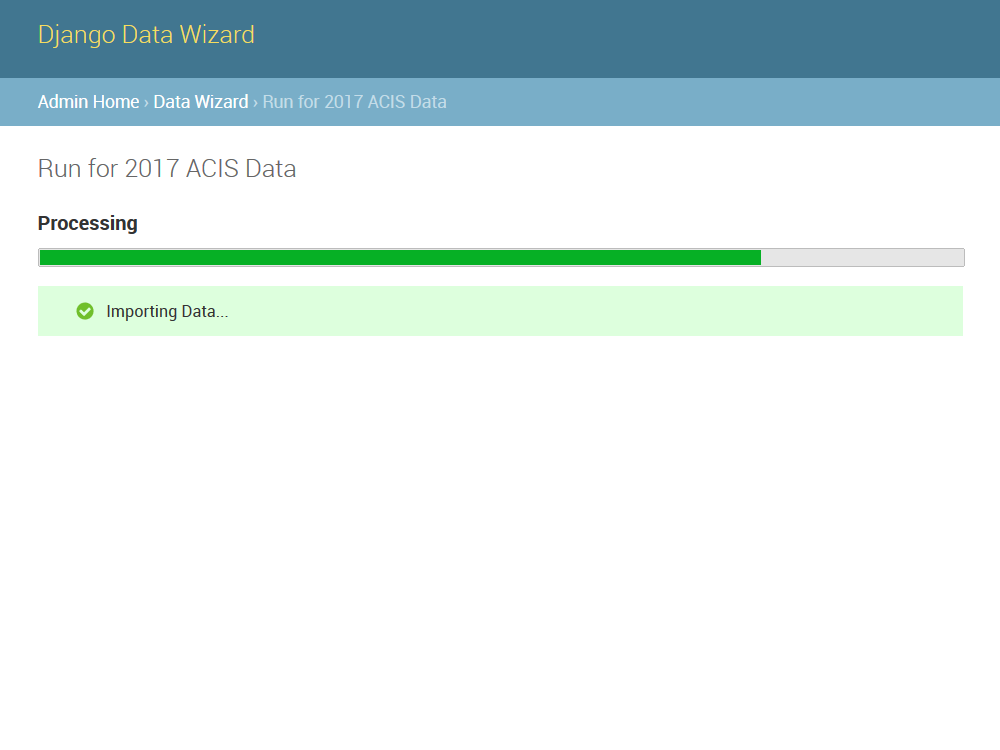 Django Data Wizard
Admin Home › Data Wizard › Run for 2017 ACIS Data
Run for 2017 ACIS Data
Processing
Importing Data...